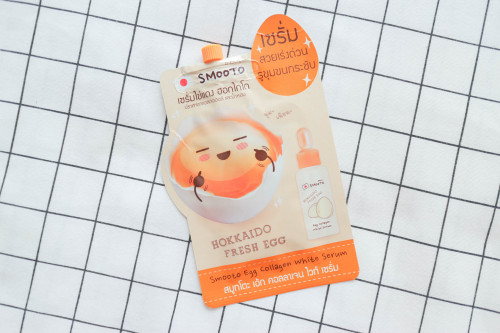 SMOOTO
เซรั่มไข่แดง ฮอกไกโด
เซรั่ม
สวยเร่งด่วน
รูขุมขนกระชับ
SMOOTO
HOKKAIDO
FRESH EGG
Smooto Egg Collagen White Serum
สมูทโตะ เอ้ก คอลลาเจน ไวท์ เซรั่ม